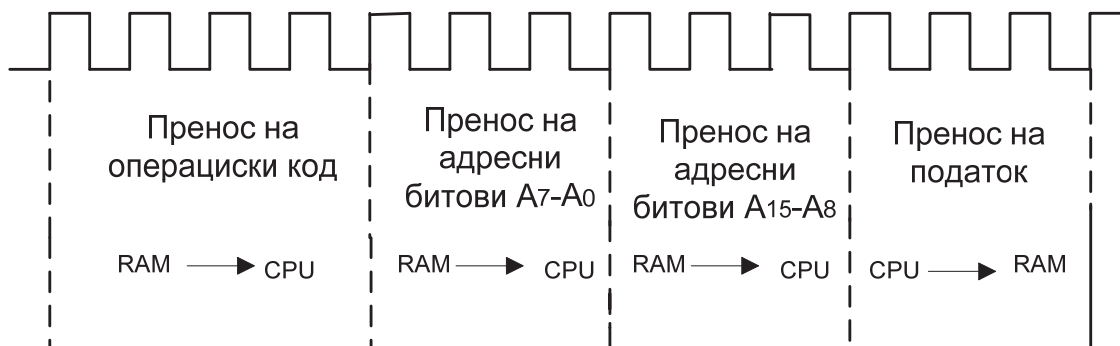 Пренос на
операциски код
Пренос на
адресни
битови A7-A0
Пренос на
адресни
битови A15-A8
Пренос на
податок
RAM CPU
RAM CPU
RAM CPU
CPU RAM